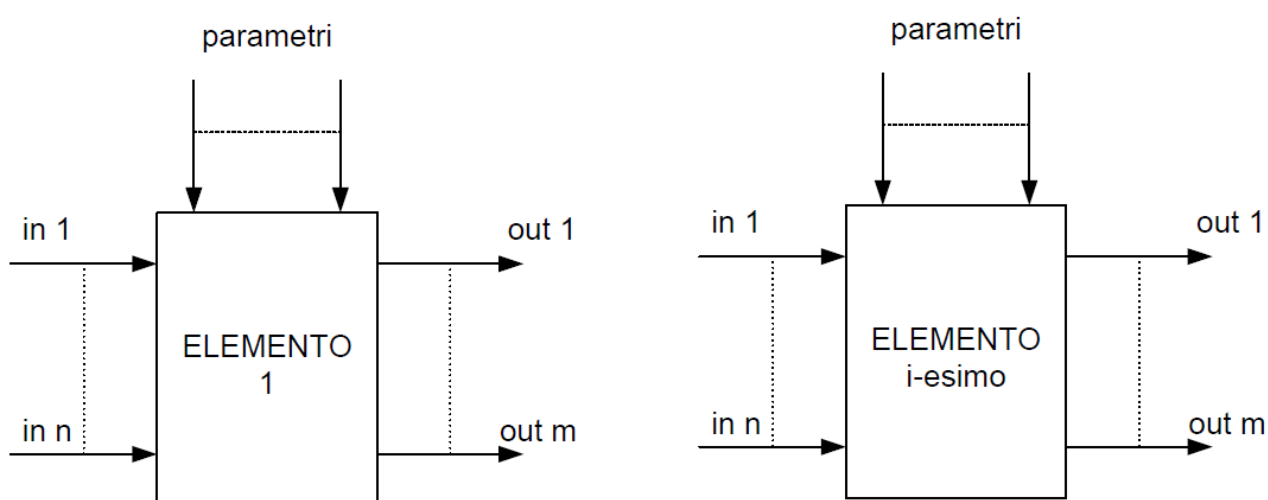 parametri
in 1
out 1
ELEMENTO
1
in n
out m
parametri
in 1
out 1
ELEMENTO
i-esimo
in n
out m